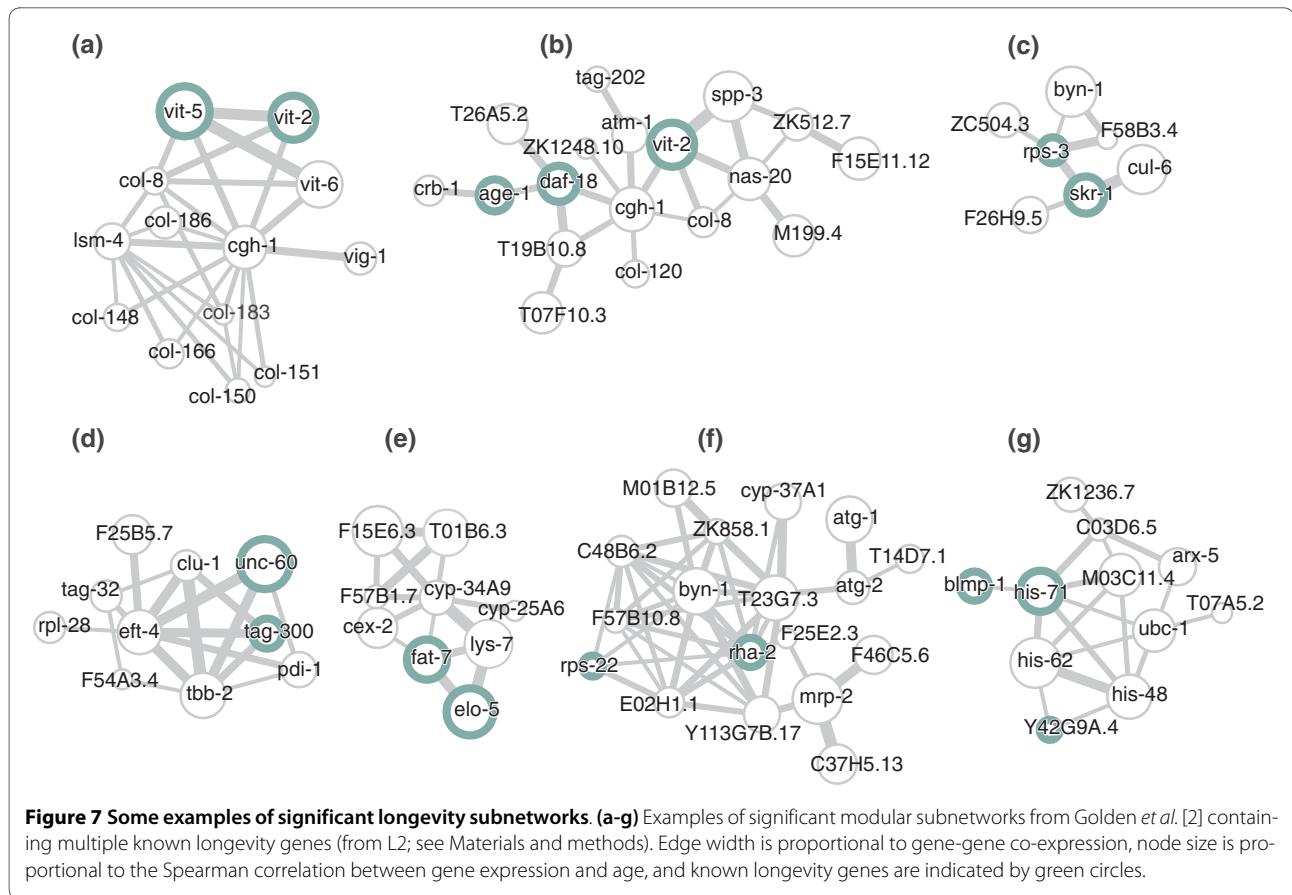 (a)
(b)
(c)
vit-5
vit-2
col-8
vit-6
col-186
lsm-4
cgh-1
vig-1
col-148
col-183
col-166
col-151
col-150
tag-202
spp-3
T26A5.2
atm-1
ZK512.7
ZK1248.10
vit-2
F15E11.12
crb-1
age-1
daf-18
nas-20
cgh-1
col-8
T19B10.8
M199.4
col-120
T07F10.3
byn-1
ZC504.3
F58B3.4
rps-3
cul-6
skr-1
F26H9.5
(d)
(e)
(f)
(g)
F25B5.7
clu-1
unc-60
tag-32
rpl-28
eft-4
tag-300
pdi-1
F54A3.4
tbb-2
F15E6.3
T01B6.3
F57B1.7
cyp-34A9
cyp-25A6
cex-2
lys-7
fat-7
elo-5
M01B12.5
cyp-37A1
ZK858.1
atg-1
C48B6.2
T14D7.1
byn-1
atg-2
T23G7.3
F57B10.8
F25E2.3
rps-22
rha-2
F46C5.6
E02H1.1
mrp-2
Y113G7B.17
C37H5.13
ZK1236.7
C03D6.5
arx-5
M03C11.4
blmp-1
his-71
T07A5.2
ubc-1
his-62
his-48
Y42G9A.4
Figure 7 Some examples of significant longevity subnetworks. (a-g) Examples of significant modular subnetworks from Golden et al. [2] contain-
ing multiple known longevity genes (from L2; see Materials and methods). Edge width is proportional to gene-gene co-expression, node size is pro-
portional to the Spearman correlation between gene expression and age, and known longevity genes are indicated by green circles.